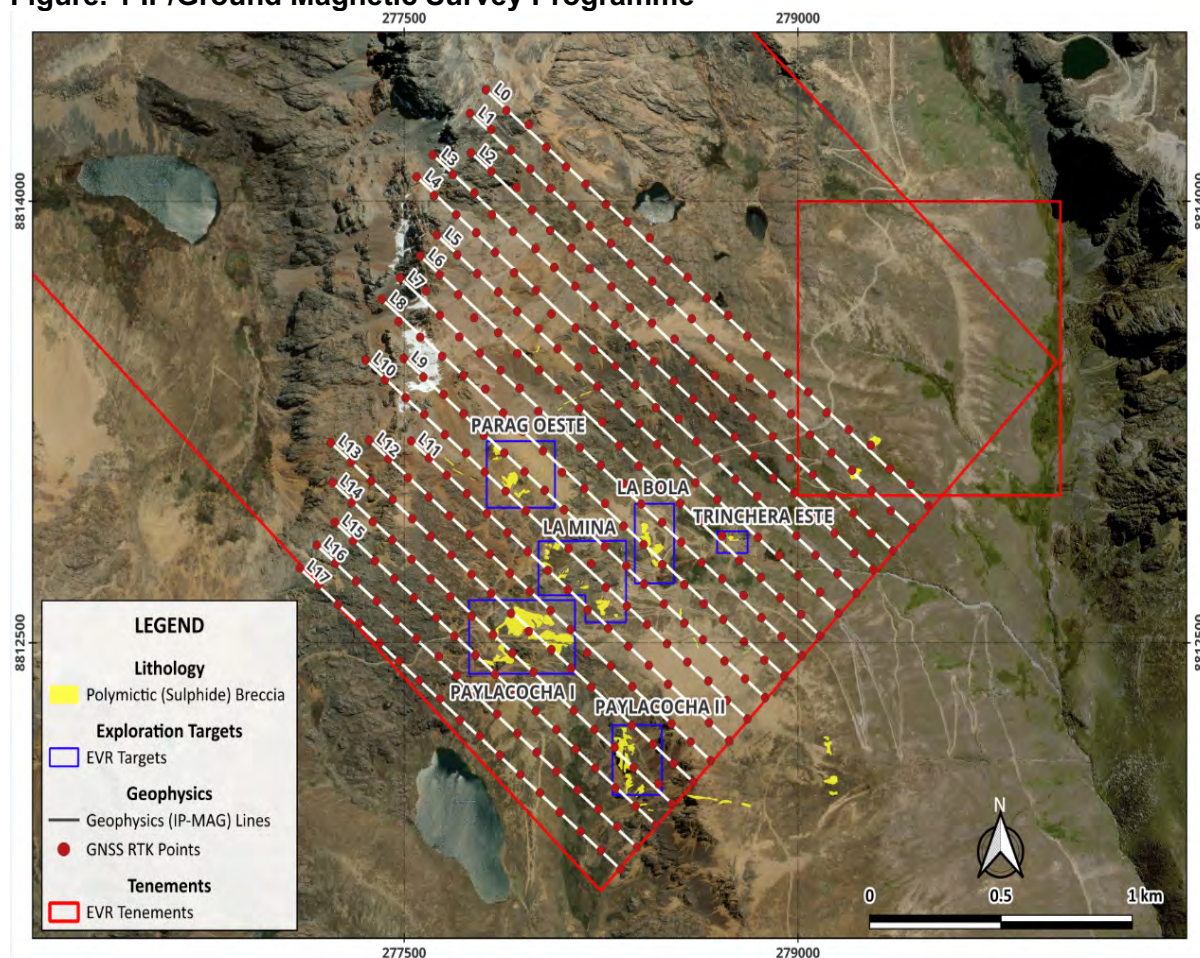 Figure. 1 IP/Ground Magnetic Survey Programme
277500
279000
8814000
8814000
L0
L1
L2
L3
L4
L5
L6
L7
L8
L9
L10
PARAG OESTE
L11
L12
L13
LA BOLA
L14
TRINCHERA ESTE
LA MINA
L15
L16
L17
8812500
8812500
PAYLACOCHA I
PAYLACOCHA II
LEGEND
Lithology
Polymictic (Sulphide) Breccia
Exploration Targets
EVR Targets
Geophysics
Geophysics (IP-MAG) Lines
GNSS RTK Points
Tenements
EVR Tenements
N
0 0.5 1 km
277500
279000